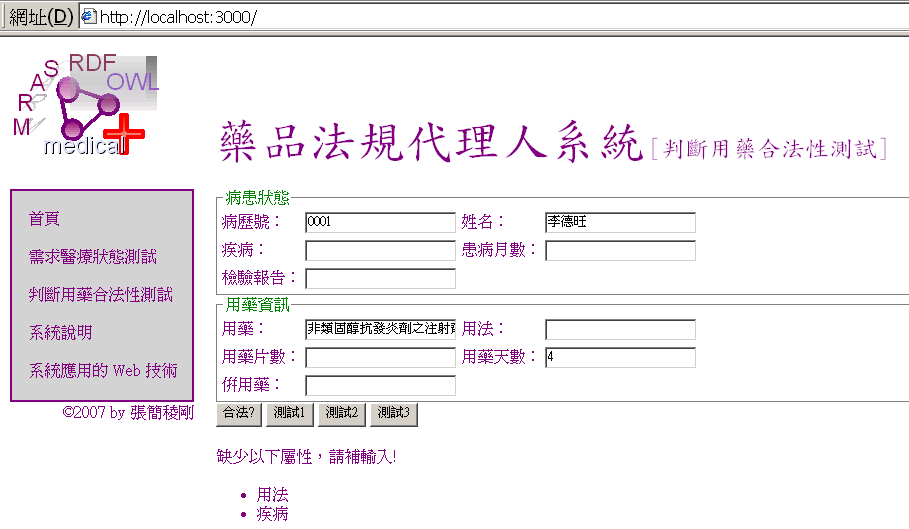 網址(D) http://localhost:3000/
MARAS RDF OWL
medical
藥品法規代理人系統 [判斷用藥合法性測試]
首頁
需求醫療狀態測試
判斷用藥合法性測試
系統說明
系統應用的 Web 技術
©2007 by 張簡稜剛
病患狀態
病歷號： 0001 姓名： 李德旺
疾病： 患病月數：
檢驗報告：
用藥資訊
用藥： 非類固醇抗發炎劑之注射 用法：
用藥片數： 用藥天數： 4
併用藥：
合法? 測試1 測試2 測試3
缺少以下屬性，請補輸入!
• 用法
• 疾病